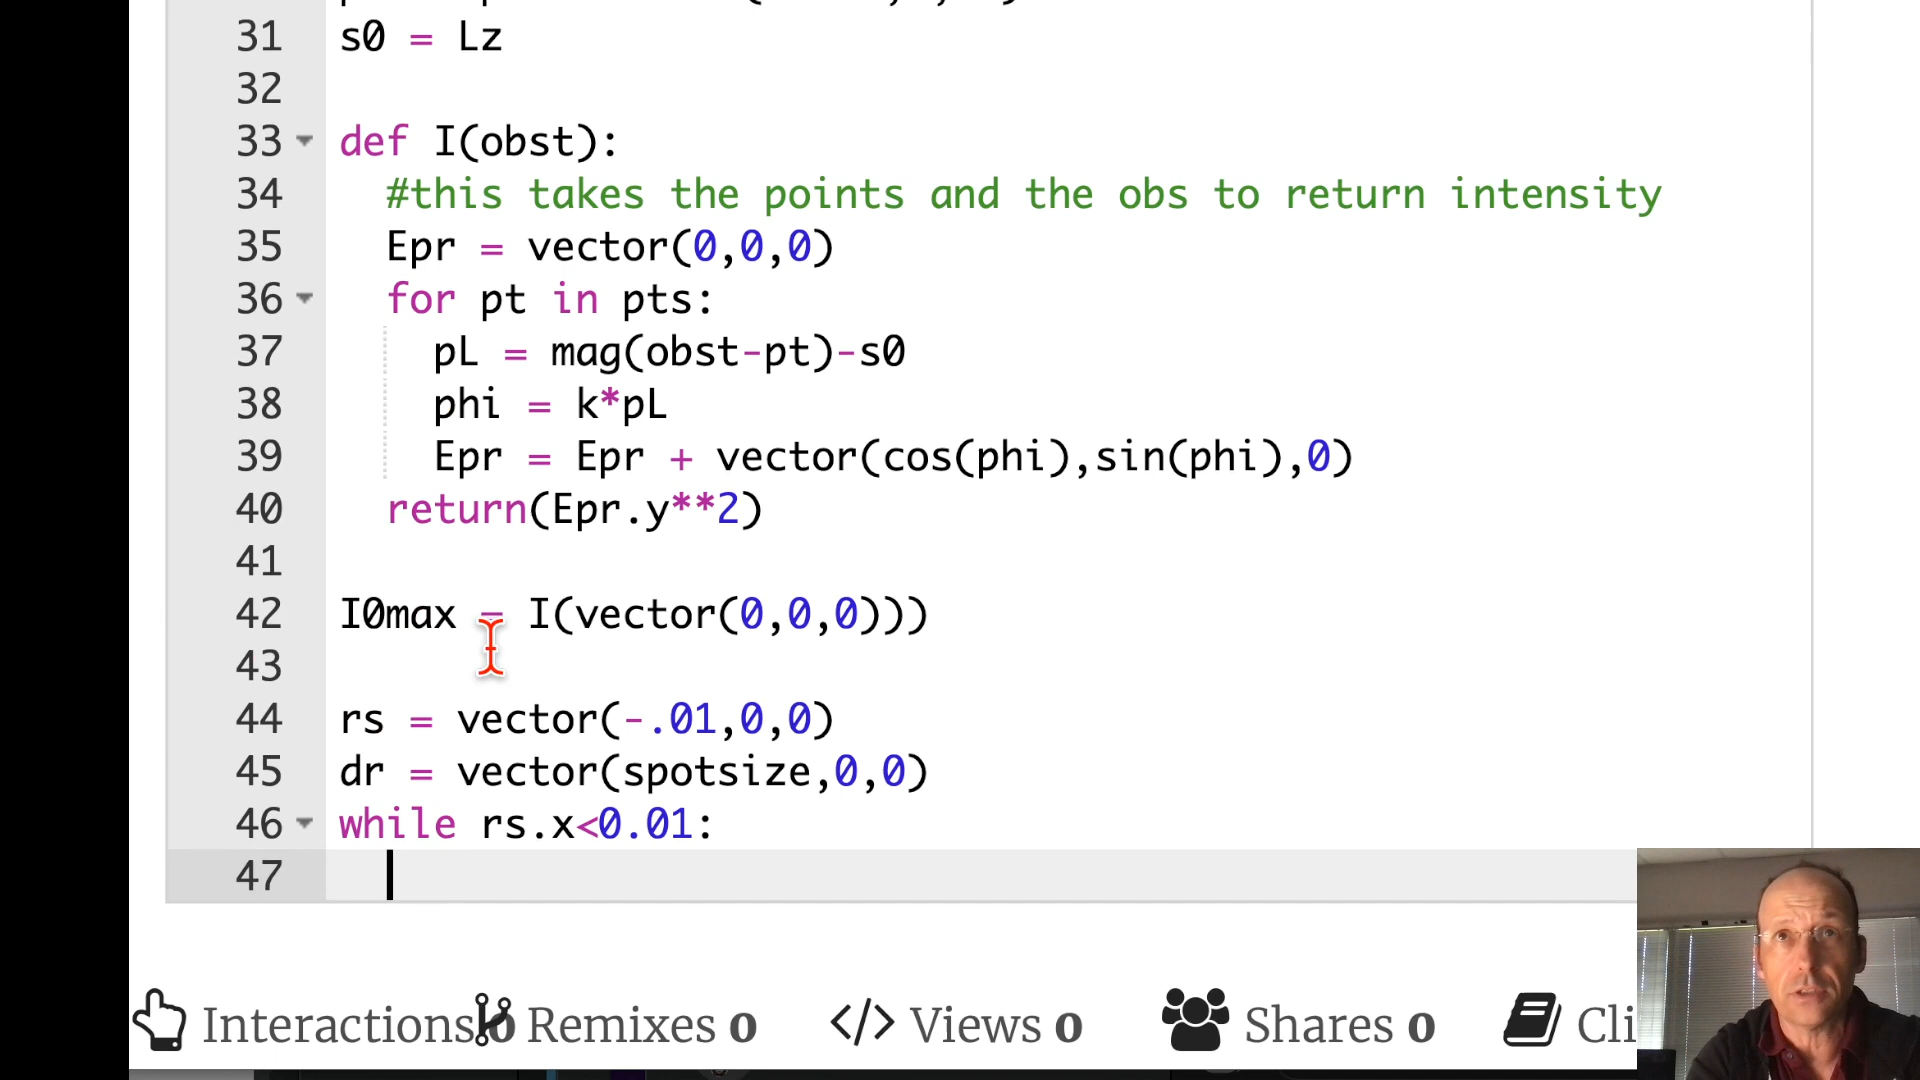 31 s0 = Lz
32
33 def I(obst):
34 #this takes the points and the obs to return intensity
35 Epr = vector(0,0,0)
36 for pt in pts:
37 pL = mag(obst-pt)-s0
38 phi = k*pL
39 Epr = Epr + vector(cos(phi),sin(phi),0)
40 return(Epr.y**2)
41
42 I0max = I(vector(0,0,0)))
43
44 rs = vector(-.01,0,0)
45 dr = vector(spotsize,0,0)
46 while rs.x<0.01:
47
Interactions 0 Remixes 0 </> Views 0 Shares 0 Cli